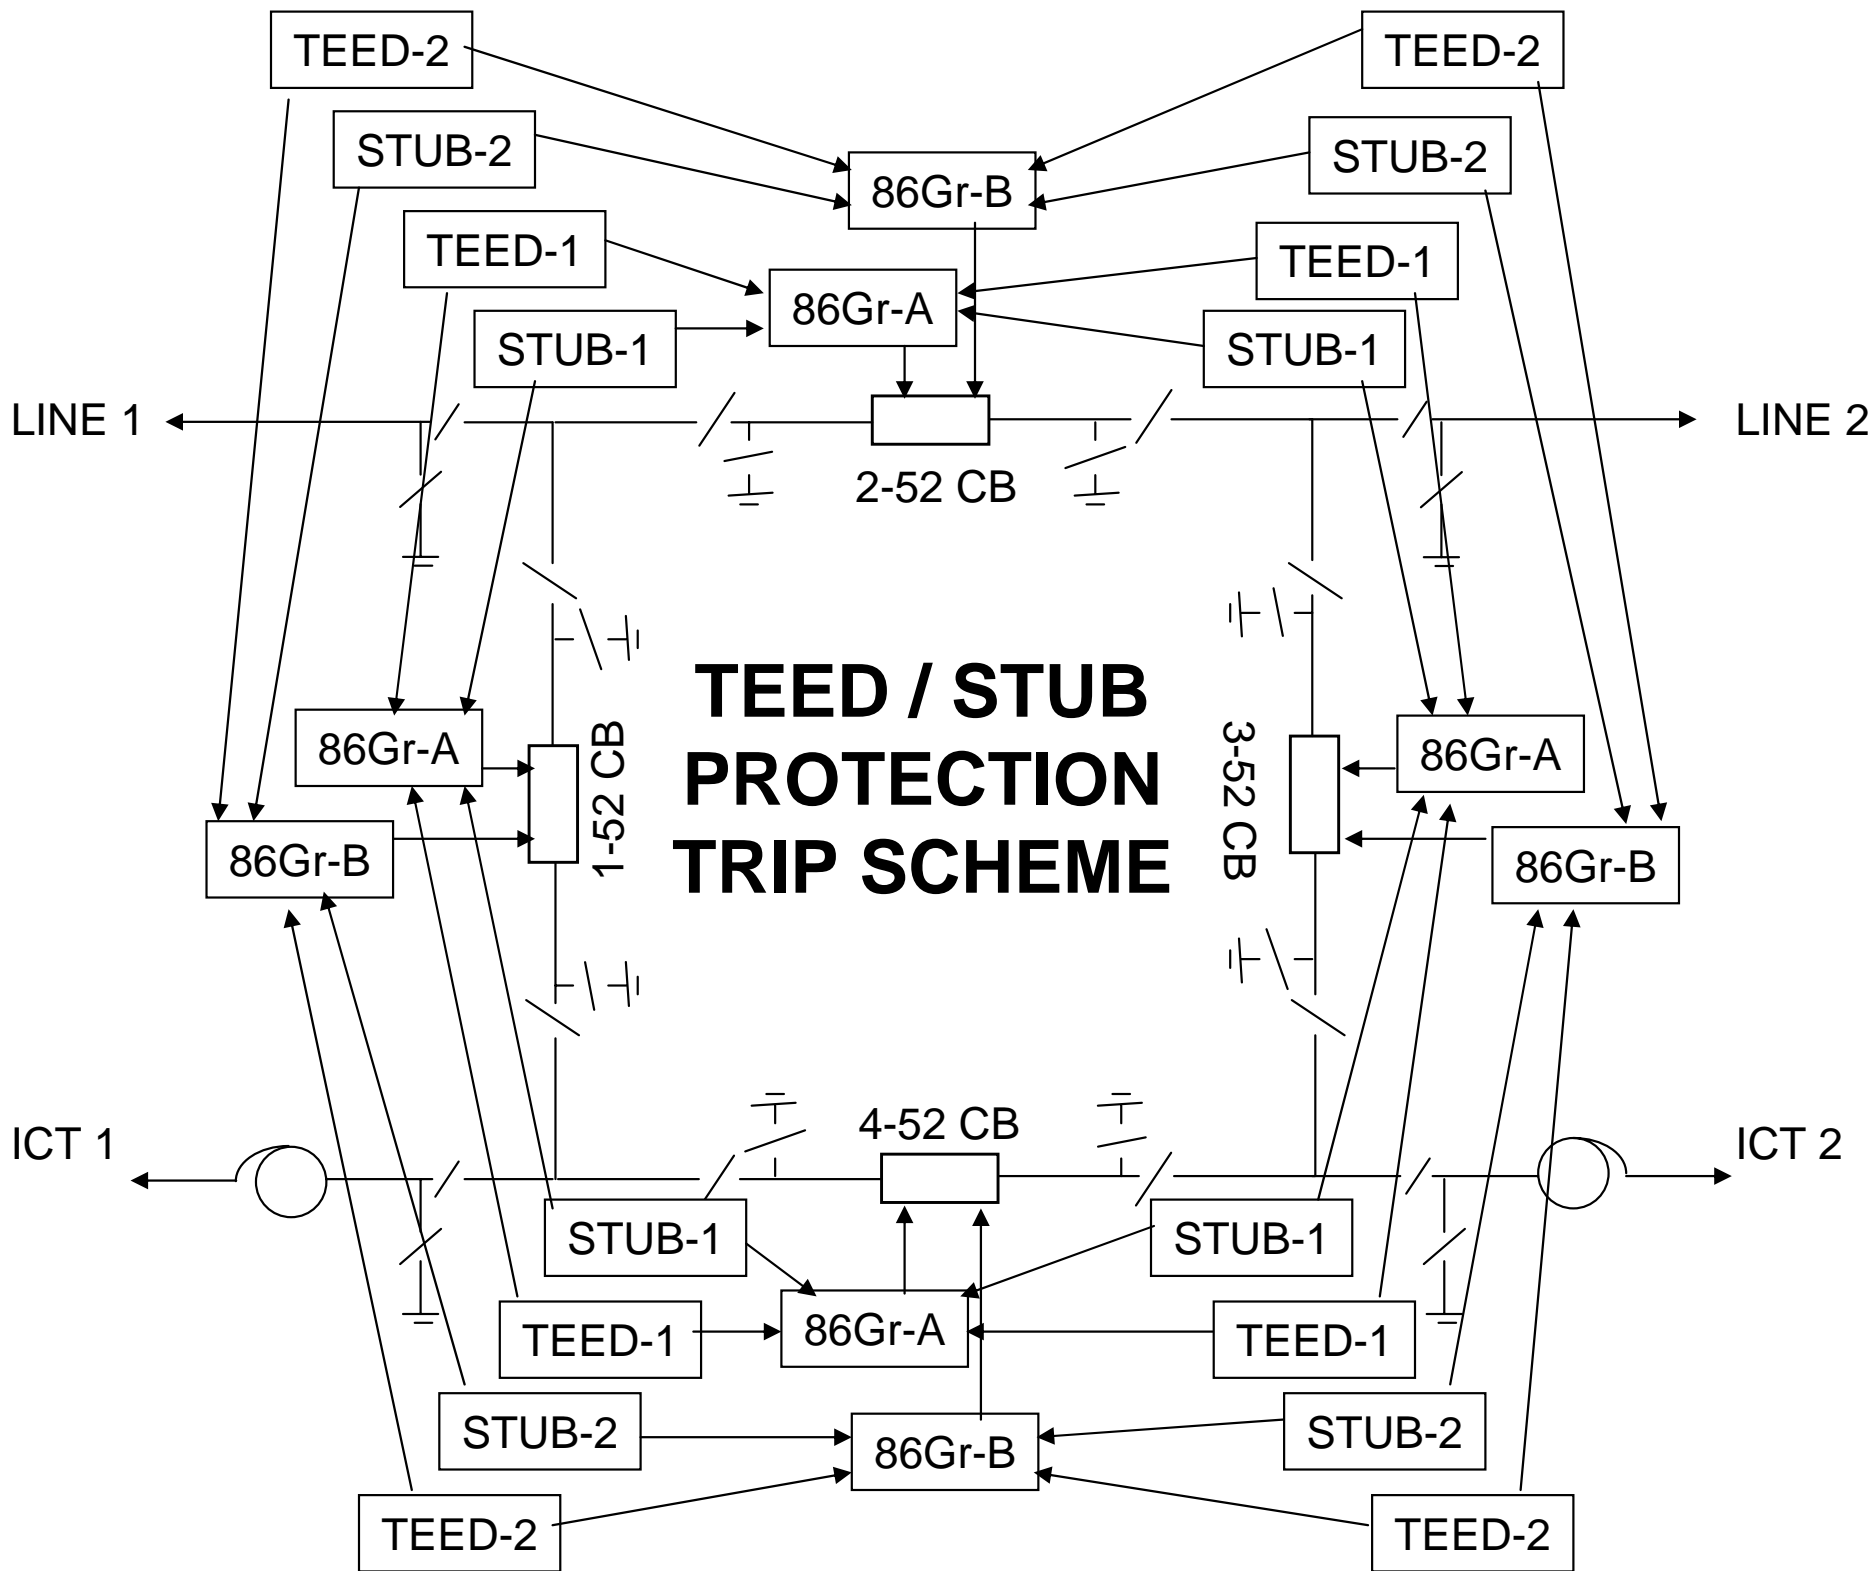 TEED-2
TEED-2
STUB-2
STUB-2
86Gr-B
TEED-1
TEED-1
86Gr-A
STUB-1
STUB-1
LINE 1
LINE 2
2-52 CB
TEED / STUB
PROTECTION
TRIP SCHEME
86Gr-A
1-52 CB
3-52 CB
86Gr-A
86Gr-B
86Gr-B
4-52 CB
ICT 1
ICT 2
STUB-1
STUB-1
86Gr-A
TEED-1
TEED-1
STUB-2
STUB-2
86Gr-B
TEED-2
TEED-2